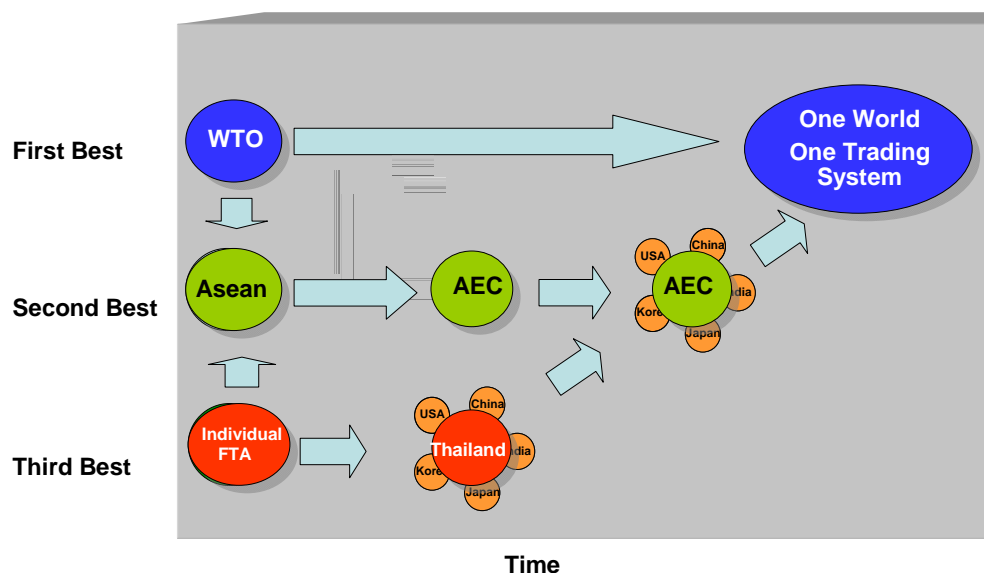 First Best
WTO
One World
One Trading
System
Second Best
Asean
AEC
USA
China
AEC
ndia
Kore
Japan
Third Best
Individual
FTA
USA
China
Thailand
ndia
Kore
Japan
Time